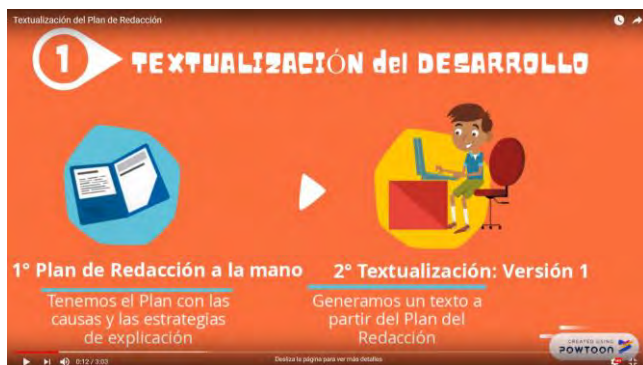 Textualización del Plan de Redacción
1
TEXTUALIZACIÓN del DESARROLLO
1° Plan de Redacción a la mano
Tenemos el Plan con las
causas y las estrategias
de explicación
2° Textualización: Versión 1
Generamos un texto a
partir del Plan del
Redacción
0:12 / 3:03
Desliza la página para ver más detalles
CREATED USING
POWTOON